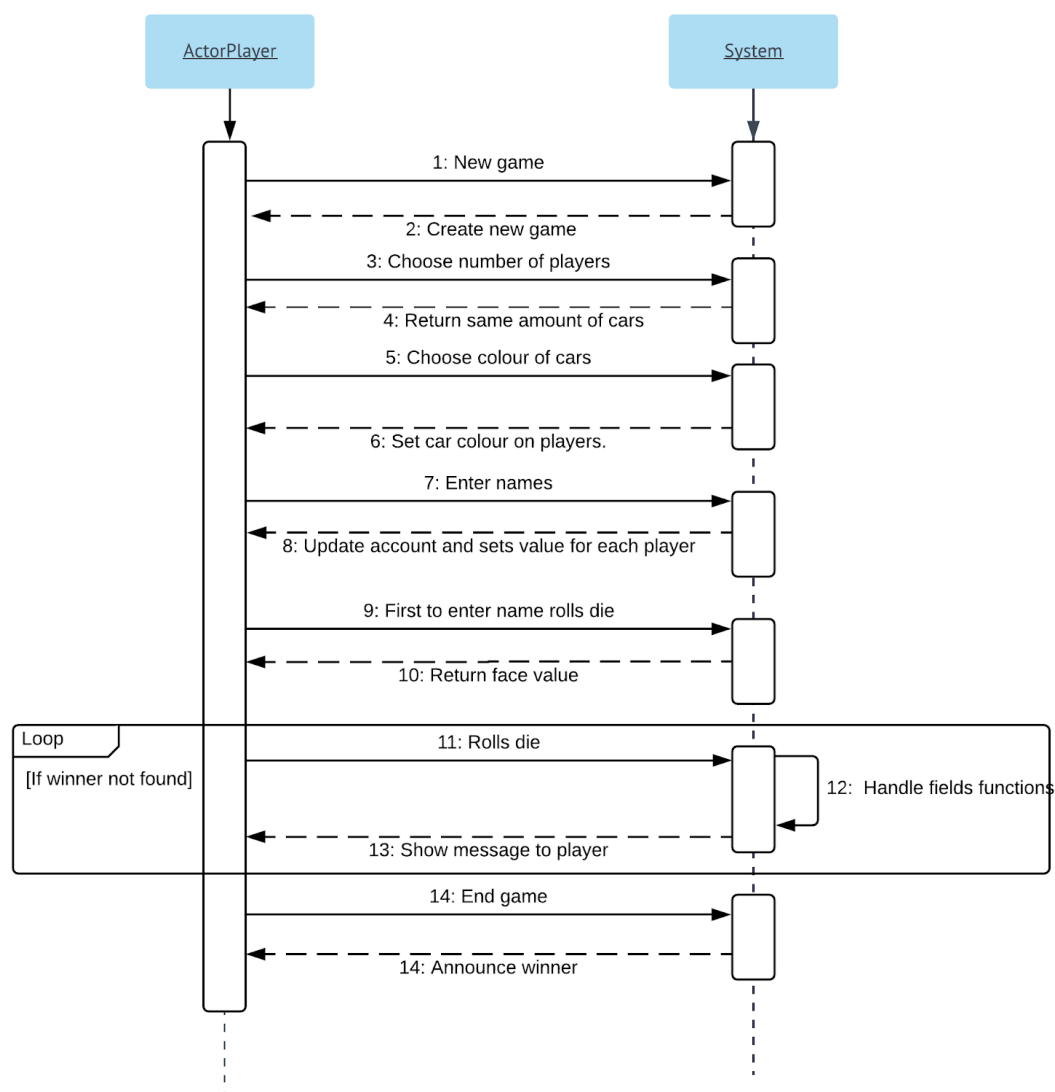 ActorPlayer
System
1: New game
2: Create new game
3: Choose number of players
4: Return same amount of cars
5: Choose colour of cars
6: Set car colour on players.
7: Enter names
8: Update account and sets value for each player
9: First to enter name rolls die
10: Return face value
Loop
11: Rolls die
[If winner not found]
12:  Handle fields functions
13: Show message to player
14: End game
14: Announce winner